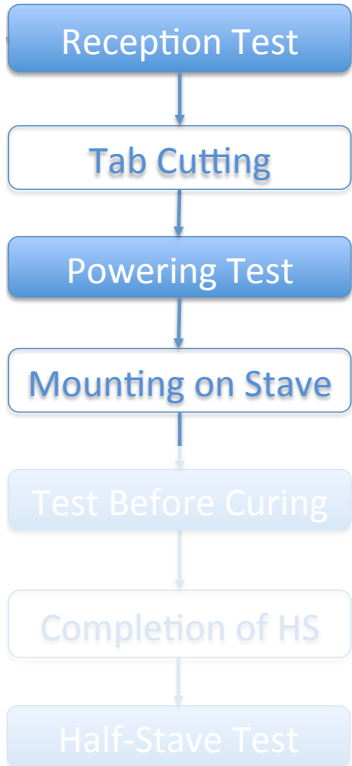 Reception Test
Tab Cutting
Powering Test
Mounting on Stave
Test Before Curing
Completion of HS
Half-Stave Test